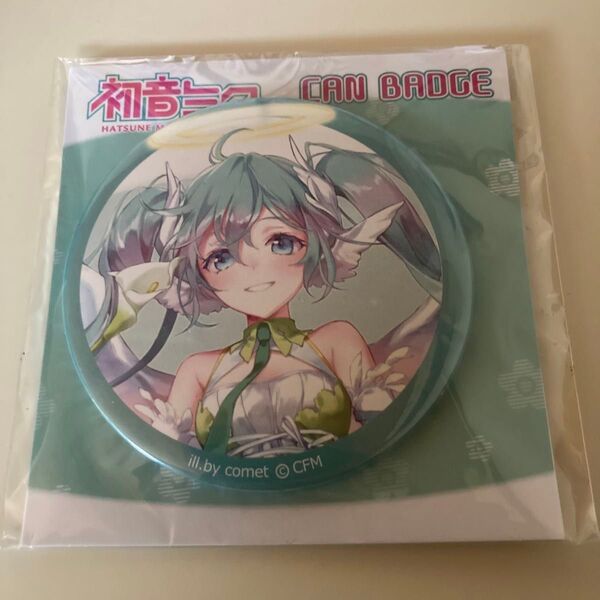 初音ミク CAN BADGE
HATSUNE
ill.by comet © CFM